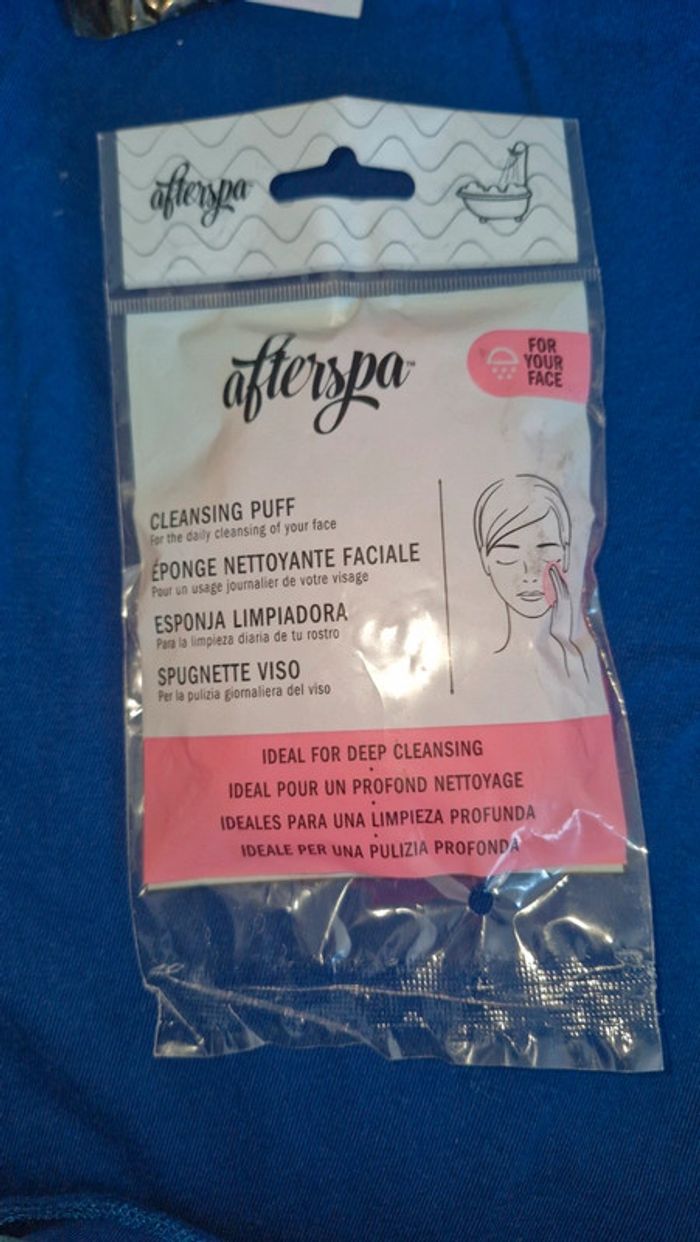 afterspa
afterspa™
FOR
YOUR
FACE
CLEANSING PUFF
For the daily cleansing of your face
ÉPONGE NETTOYANTE FACIALE
Pour un usage journalier de votre visage
ESPONJA LIMPIADORA
Para la limpieza diaria de tu rostro
SPUGNETTE VISO
Per la pulizia giornaliera del viso
IDEAL FOR DEEP CLEANSING
IDEAL POUR UN PROFOND NETTOYAGE
IDEALES PARA UNA LIMPIEZA PROFUNDA
IDEALE PER UNA PULIZIA PROFONDA